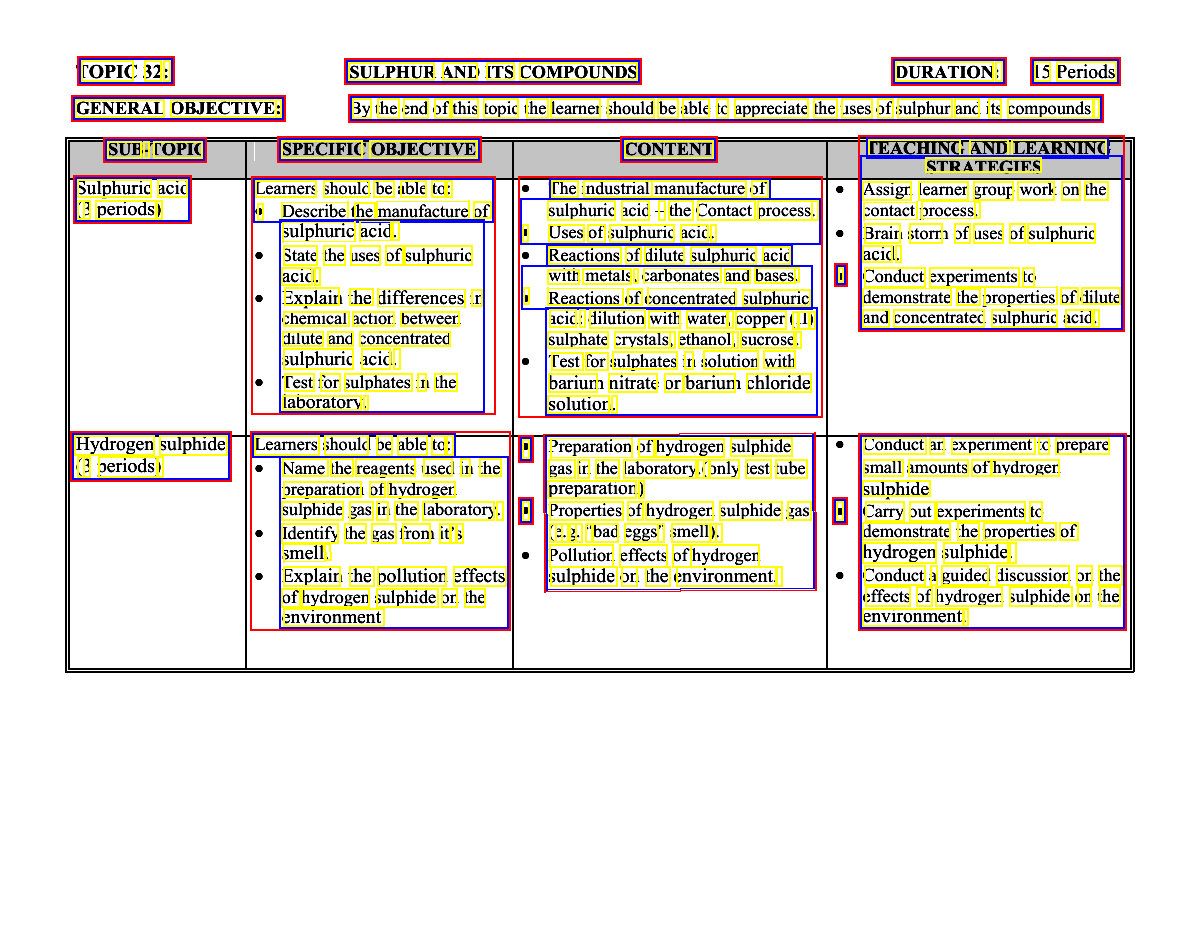 TOPIC 32: SULPHUR AND ITS COMPOUNDS DURATION: 15 Periods
GENERAL OBJECTIVE: By the end of this topic the learner should be able to appreciate the uses of sulphur and its compounds
SUB-TOPIC
SPECIFIC OBJECTIVE
CONTENT
TEACHING AND LEARNING
STRATEGIES
Sulphuric acid
(3 periods)
Learners should be able to:
• Describe the manufacture of
sulphuric acid.
• State the uses of sulphuric
acid.
• Explain the differences in
chemical action between
dilute and concentrated
sulphuric acid.
• Test for sulphates in the
laboratory.
• The industrial manufacture of
sulphuric acid – the Contact process.
• Uses of sulphuric acid.
• Reactions of dilute sulphuric acid
with metals, carbonates and bases.
• Reactions of concentrated sulphuric
acid: dilution with water, copper (11)
sulphate crystals, ethanol, sucrose.
• Test for sulphates in solution with
barium nitrate or barium chloride
solution.
• Assign learner group work on the
contact process.
• Brain storm of uses of sulphuric
acid.
• Conduct experiments to
demonstrate the properties of dilute
and concentrated sulphuric acid.
Hydrogen sulphide
(3 periods)
Learners should be able to:
• Name the reagents used in the
preparation of hydrogen
sulphide gas in the laboratory.
• Identify the gas from it's
smell.
• Explain the pollution effects
of hydrogen sulphide on the
environment
• Preparation of hydrogen sulphide
gas in the laboratory.(only test tube
preparation)
• Properties of hydrogen sulphide gas
(e.g. "bad eggs" smell).
• Pollution effects of hydrogen
sulphide on the environment.
• Conduct an experiment to prepare
small amounts of hydrogen
sulphide
• Carry out experiments to
demonstrate the properties of
hydrogen sulphide.
• Conduct a guided discussion on the
effects of hydrogen sulphide on the
environment.